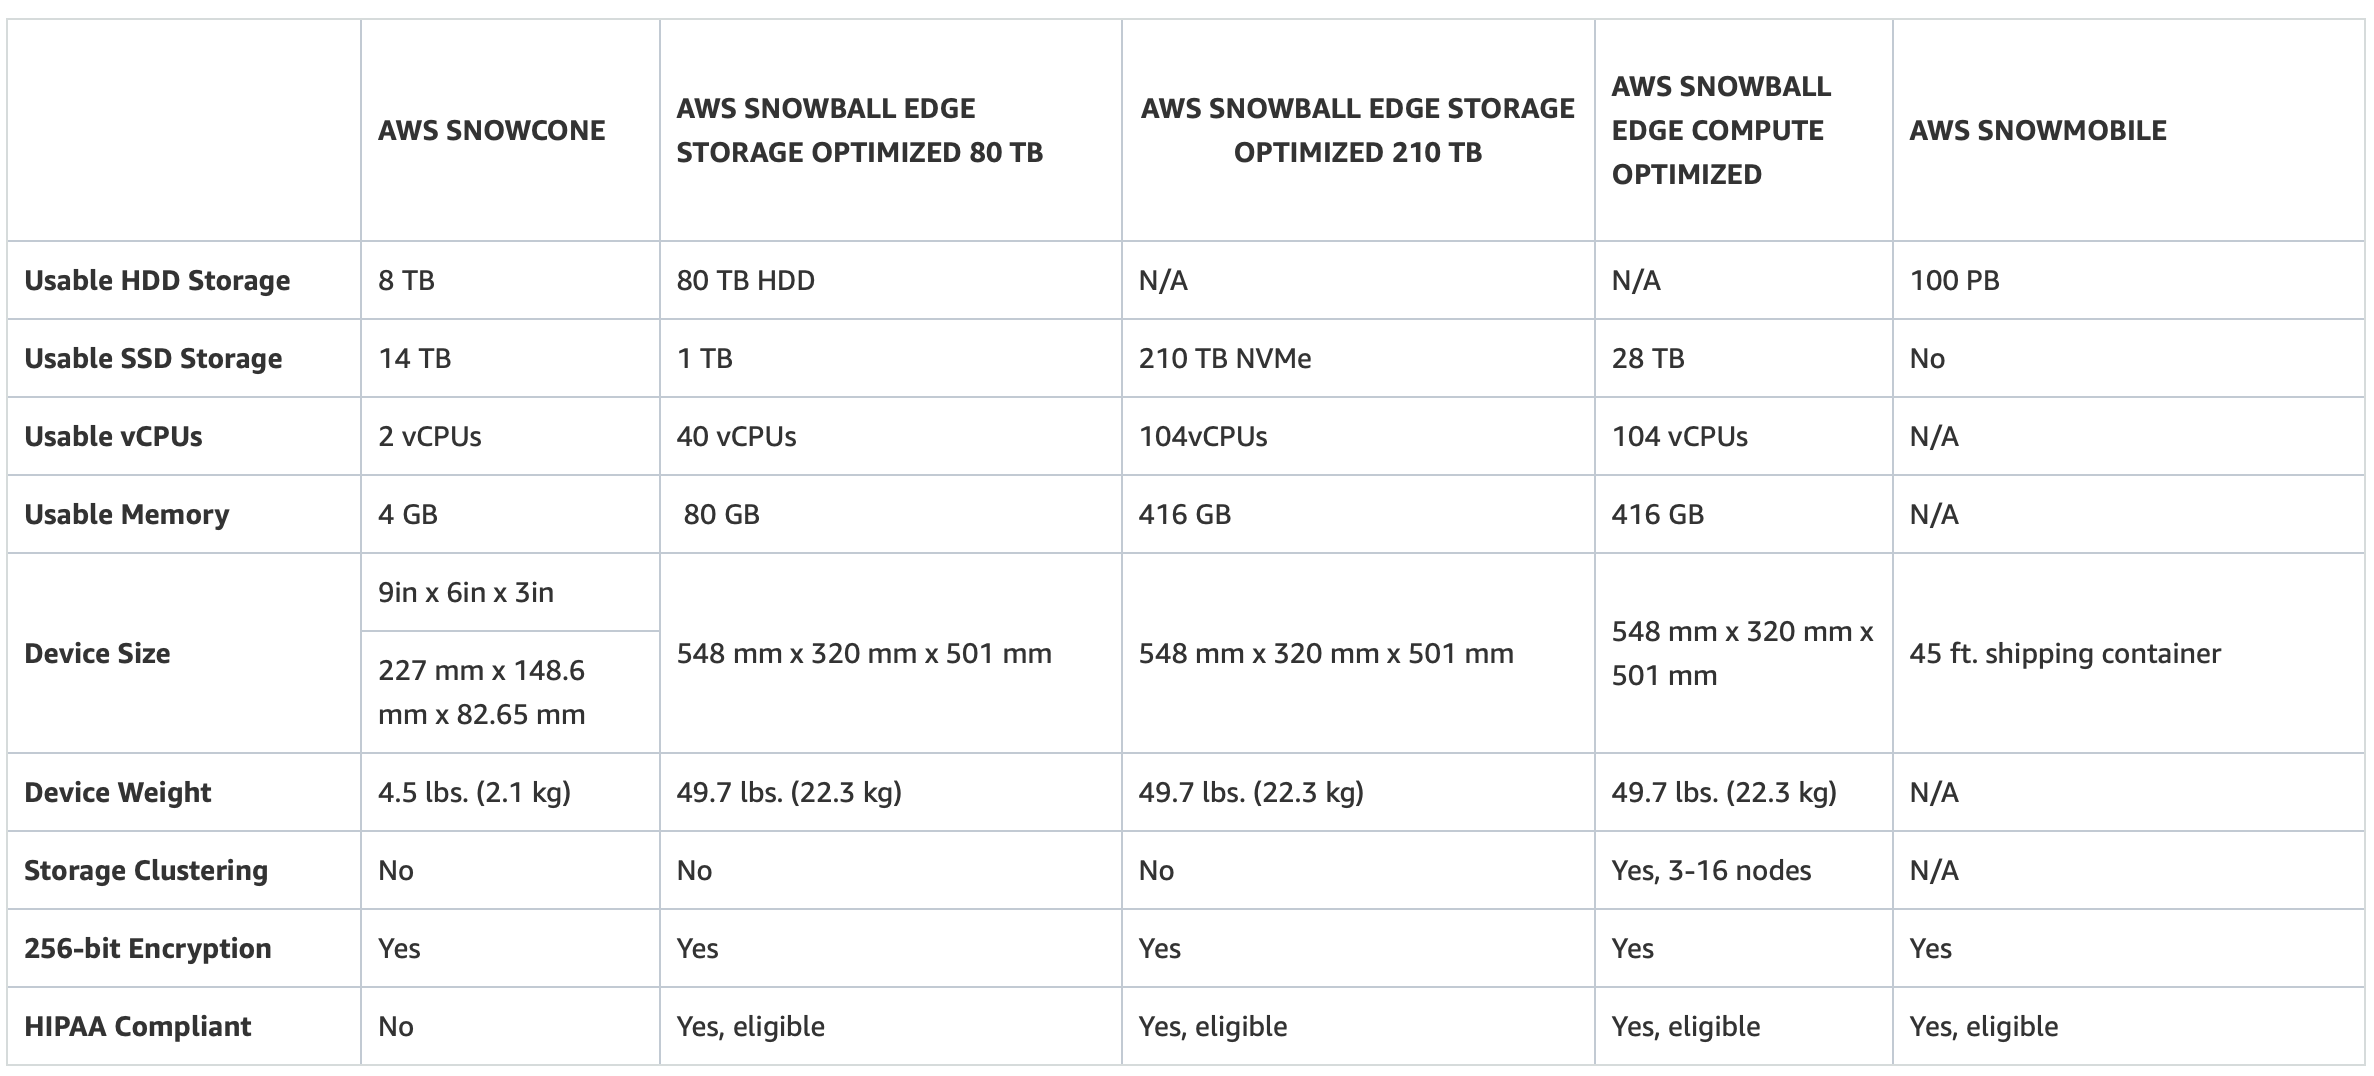 AWS SNOWCONE
AWS SNOWBALL EDGE
STORAGE OPTIMIZED 80 TB
AWS SNOWBALL EDGE STORAGE
OPTIMIZED 210 TB
AWS SNOWBALL
EDGE COMPUTE
OPTIMIZED
AWS SNOWMOBILE
Usable HDD Storage
8 TB
80 TB HDD
N/A
N/A
100 PB
Usable SSD Storage
14 TB
1 TB
210 TB NVMe
28 TB
No
Usable vCPUs
2 vCPUs
40 vCPUs
104vCPUs
104 vCPUs
N/A
Usable Memory
4 GB
80 GB
416 GB
416 GB
N/A
Device Size
9in x 6in x 3in
227 mm x 148.6
mm x 82.65 mm
548 mm x 320 mm x 501 mm
548 mm x 320 mm x 501 mm
548 mm x 320 mm x
501 mm
45 ft. shipping container
Device Weight
4.5 lbs. (2.1 kg)
49.7 lbs. (22.3 kg)
49.7 lbs. (22.3 kg)
49.7 lbs. (22.3 kg)
N/A
Storage Clustering
No
No
No
Yes, 3-16 nodes
N/A
256-bit Encryption
Yes
Yes
Yes
Yes
Yes
HIPAA Compliant
No
Yes, eligible
Yes, eligible
Yes, eligible
Yes, eligible